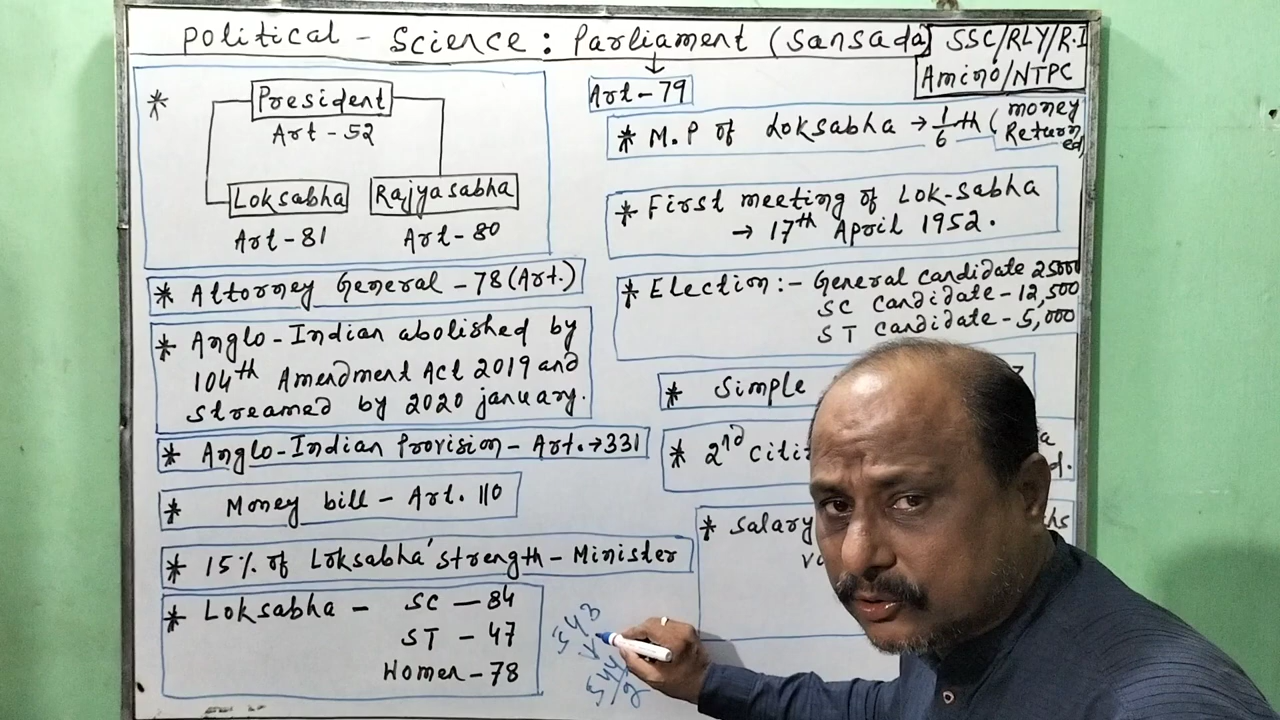 Political - Science : Parliament (Sansada) SSC/RLY/R.I
Amino/NTPC
Art - 79
* President
Art - 52
Loksabha Rajyasabha
Art - 81 Art - 80
* Attorney General - 78 (Art.)
* Anglo - Indian abolished by
104th Amendment Act 2019 and
streamed by 2020 january.
* Anglo - Indian Provision - Art. → 331
* Money bill - Art. 110
* 15% of Loksabha's strength - Minister
* Loksabha - SC - 84
ST - 47
Women - 78
543
544/2
* M.P of Loksabha → 1/6 th ( money
Return
ed)
* First meeting of Lok-Sabha
→ 17th April 1952.
* Election :- General candidate 25000
SC candidate - 12,500
ST candidate - 5,000
* Simple
* 2nd
* Salary